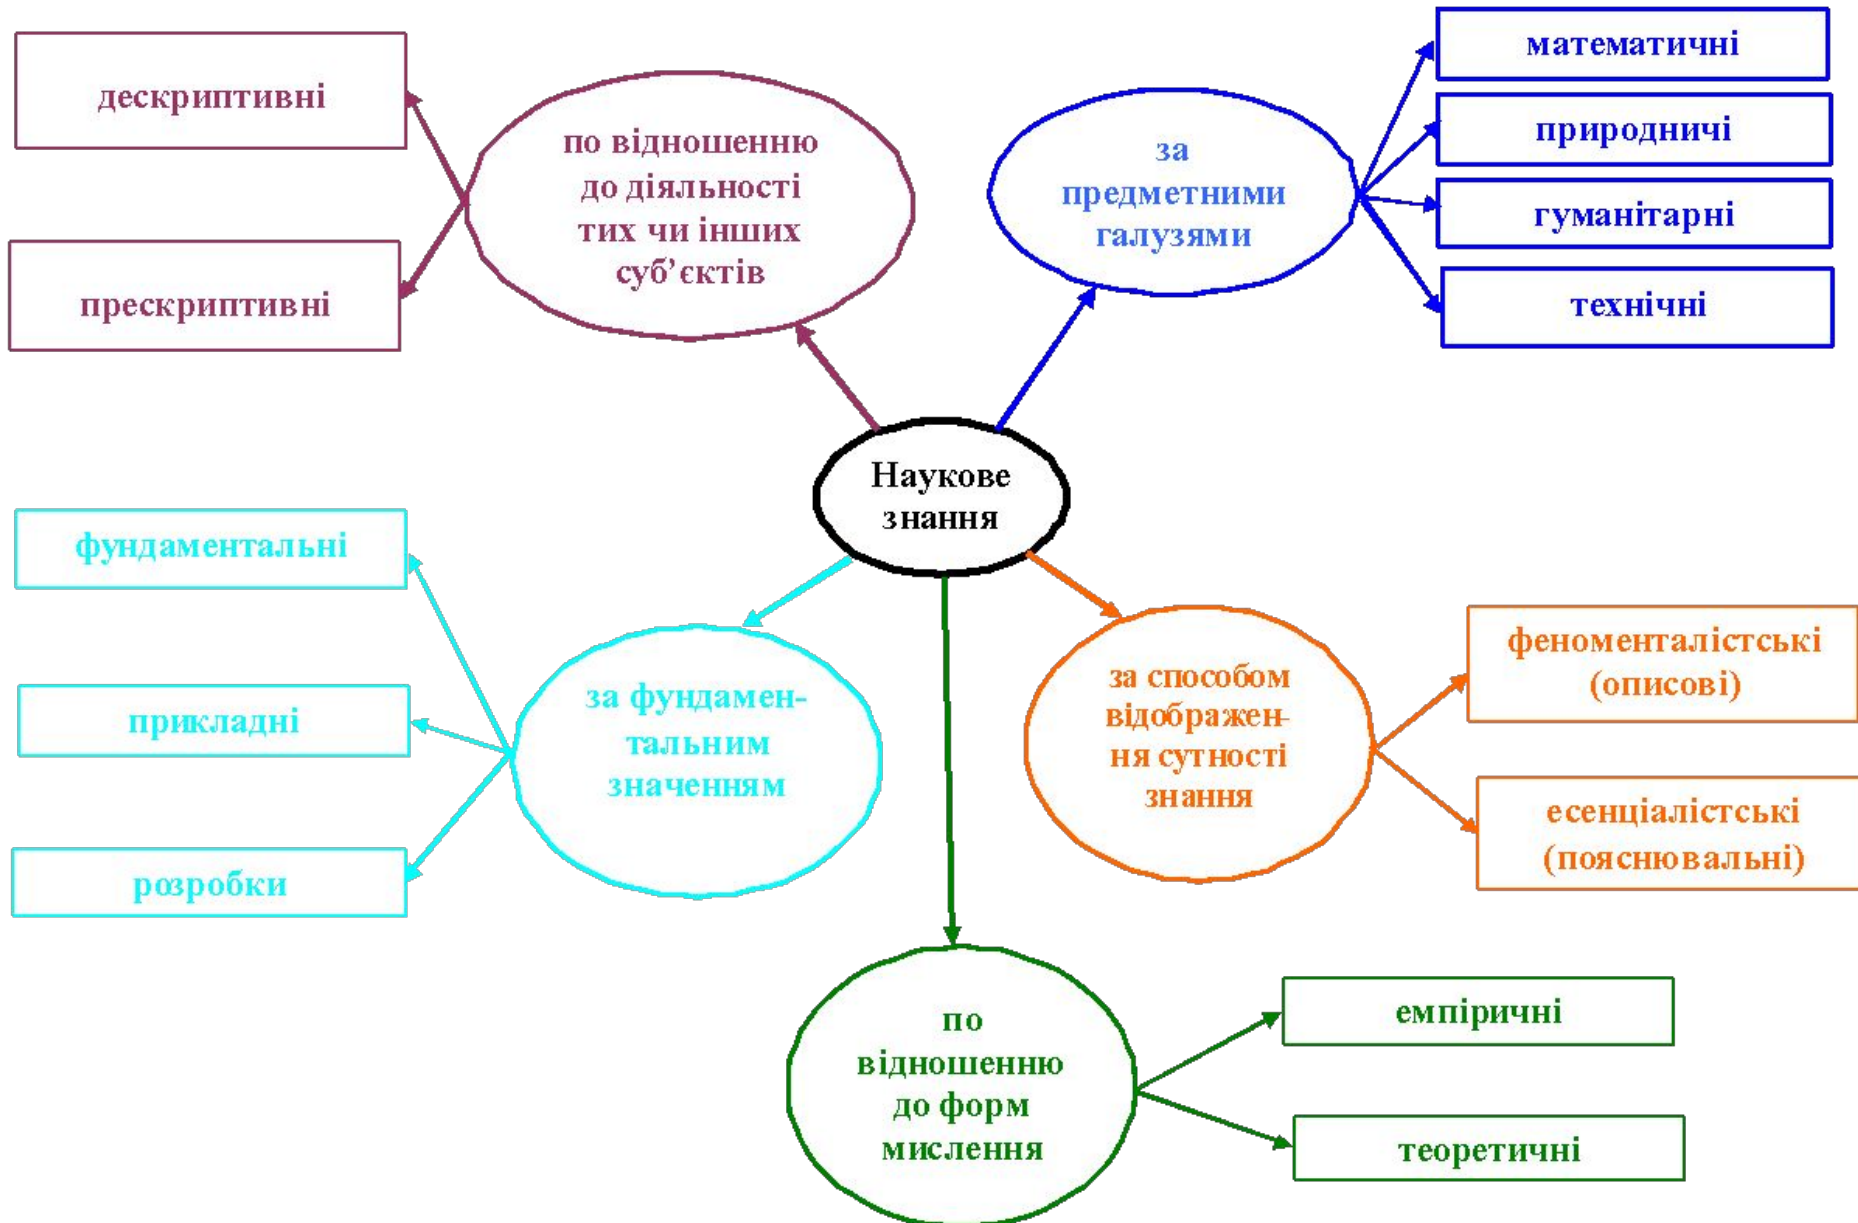 дескриптивні
прескриптивні
по відношенню
до діяльності
тих чи інших
суб’єктів
за
предметними
галузями
математичні
природничі
гуманітарні
технічні
Наукове
знання
фундаментальні
прикладні
розробки
за фундамен-
тальним
значенням
за способом
відображен-
ня сутності
знання
феноменталістські
(описові)
есенціалістські
(пояснювальні)
по
відношенню
до форм
мислення
емпіричні
теоретичні